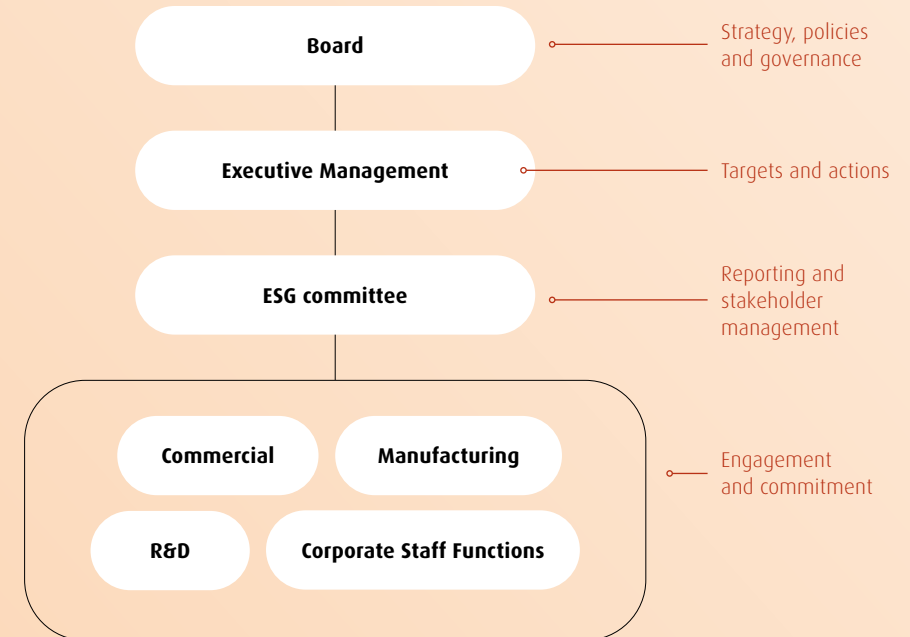 Board
Strategy, policies
and governance
Executive Management
Targets and actions
ESG committee
Reporting and
stakeholder
management
Commercial
Manufacturing
R&D
Corporate Staff Functions
Engagement
and commitment